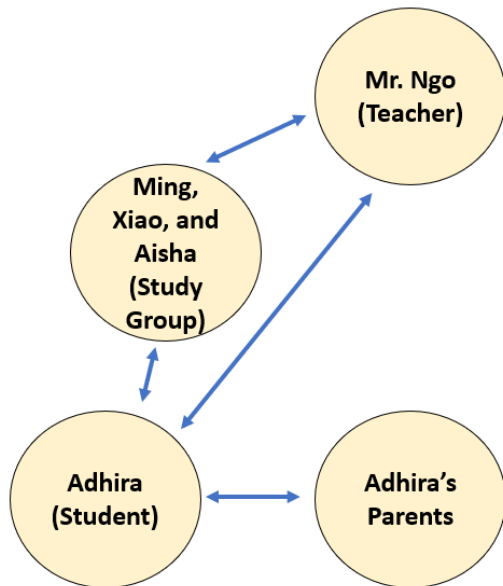 Mr. Ngo
(Teacher)
Ming,
Xiao, and
Aisha
(Study
Group)
Adhira
(Student)
Adhira’s
Parents